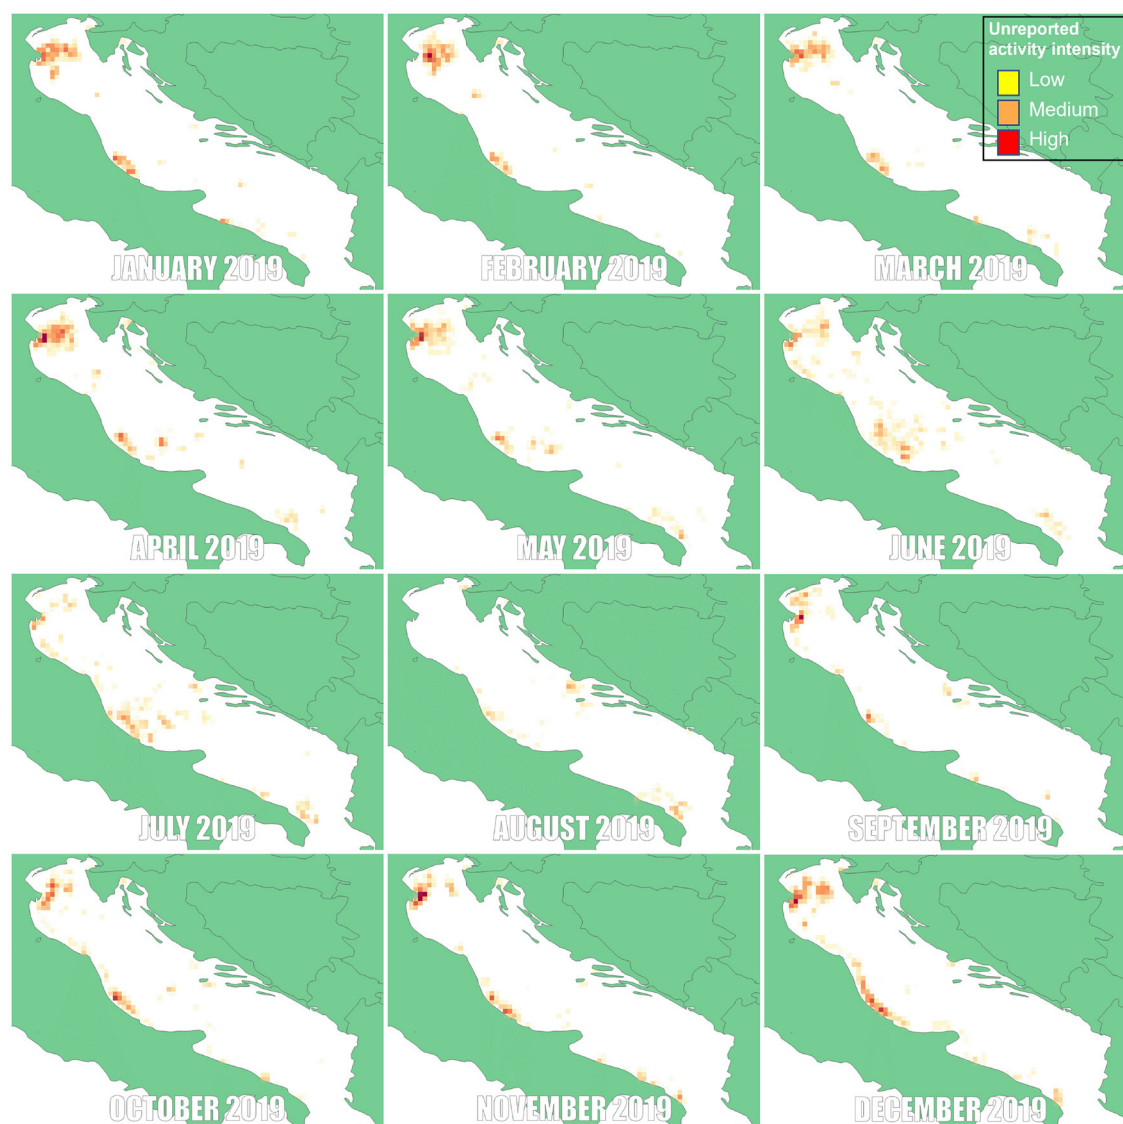 Unreported
activity intensity
Low
Medium
High
JANUARY 2019
FEBRUARY 2019
MARCH 2019
APRIL 2019
MAY 2019
JUNE 2019
JULY 2019
AUGUST 2019
SEPTEMBER 2019
OCTOBER 2019
NOVEMBER 2019
DECEMBER 2019